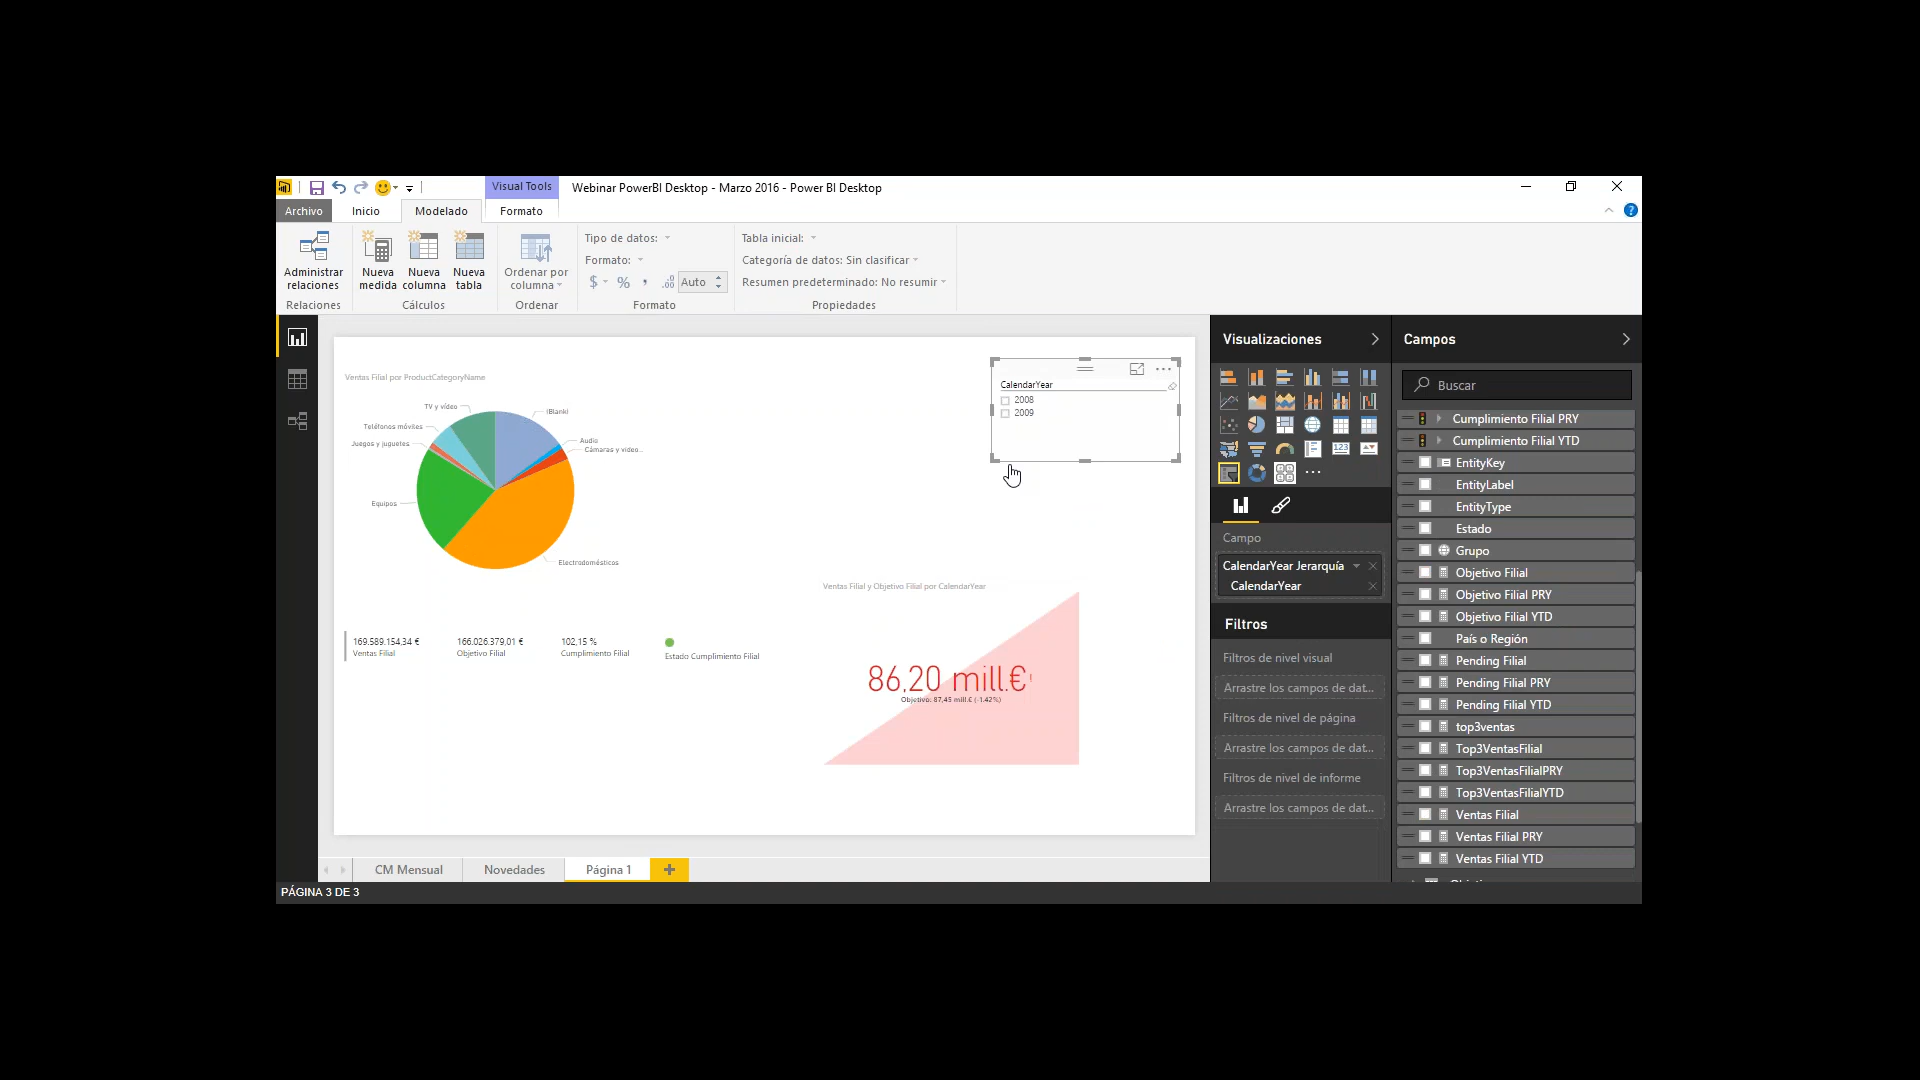 Visual Tools
Webinar PowerBI Desktop - Marzo 2016 - Power BI Desktop
Archivo
Inicio
Modelado
Formato
Administrar relaciones
Relaciones
Nueva medida
Nueva columna
Nueva tabla
Cálculos
Ordenar por columna
Ordenar
Tipo de datos:
Formato:
$ % , .00 Auto
Formato
Tabla inicial:
Categoría de datos: Sin clasificar
Resumen predeterminado: No resumir
Propiedades
Ventas Filial por ProductCategoryName
TV y vídeo
(Blank)
Teléfonos móviles
Audio
Juegos y juguetes
Cámaras y vídeo...
Equipos
Electrodomésticos
CalendarYear
2008
2009
169.589.154,34 €
Ventas Filial
166.026.379,01 €
Objetivo Filial
102,15 %
Cumplimiento Filial
Estado Cumplimiento Filial
Ventas Filial y Objetivo Filial por CalendarYear
86,20 mill.€!
Objetivo: 87,45 mill.€ (-1.42%)
CM Mensual
Novedades
Página 1
PÁGINA 3 DE 3
Visualizaciones
123
Campo
CalendarYear Jerarquía
CalendarYear
Filtros
Filtros de nivel visual
Arrastre los campos de dat...
Filtros de nivel de página
Arrastre los campos de dat...
Filtros de nivel de informe
Arrastre los campos de dat...
Campos
Buscar
Cumplimiento Filial PRY
Cumplimiento Filial YTD
EntityKey
EntityLabel
EntityType
Estado
Grupo
Objetivo Filial
Objetivo Filial PRY
Objetivo Filial YTD
País o Región
Pending Filial
Pending Filial PRY
Pending Filial YTD
top3ventas
Top3VentasFilial
Top3VentasFilialPRY
Top3VentasFilialYTD
Ventas Filial
Ventas Filial PRY
Ventas Filial YTD